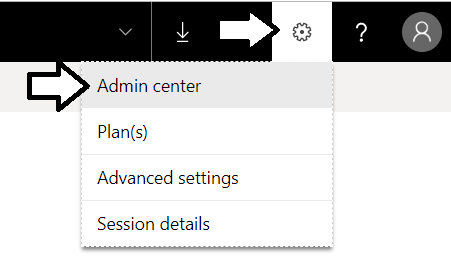 ?
Admin center
Plan(s)
Advanced settings
Session details